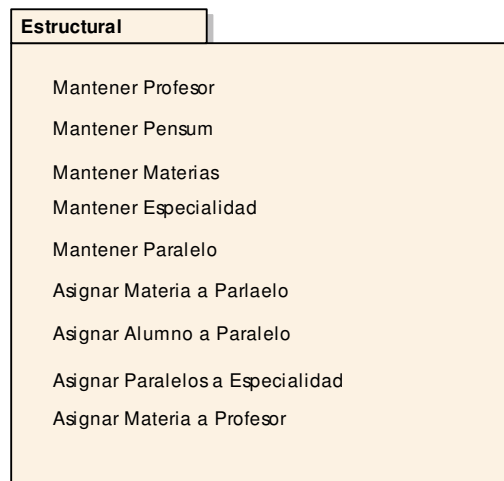 Estructural
Mantener Profesor
Mantener Pensum
Mantener Materias
Mantener Especialidad
Mantener Paralelo
Asignar Materia a Parlaelo
Asignar Alumno a Paralelo
Asignar Paralelos a Especialidad
Asignar Materia a Profesor